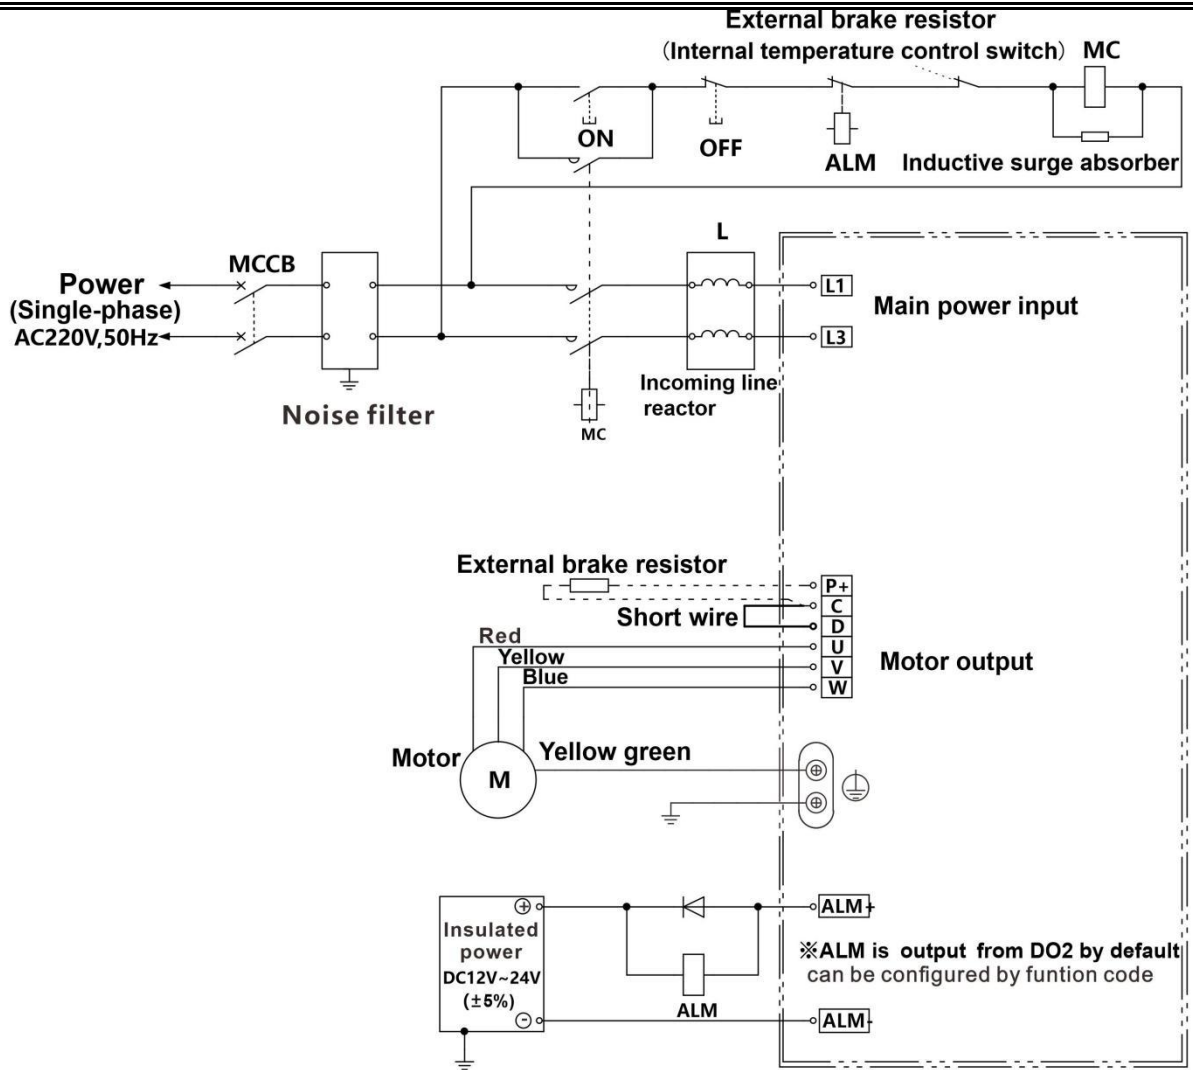 External brake resistor
（Internal temperature control switch） MC
ON
OFF
ALM
Inductive surge absorber
L
MCCB
Power
(Single-phase)
AC220V,50Hz
L1
L3
Main power input
Noise filter
Incoming line
reactor
MC
External brake resistor
Short wire
P+
C
D
U
V
W
Red
Yellow
Blue
Motor output
Motor
M
Yellow green
Insulated
power
DC12V~24V
(±5%)
ALM
ALM+
※ALM is output from DO2 by default
can be configured by funtion code
ALM-